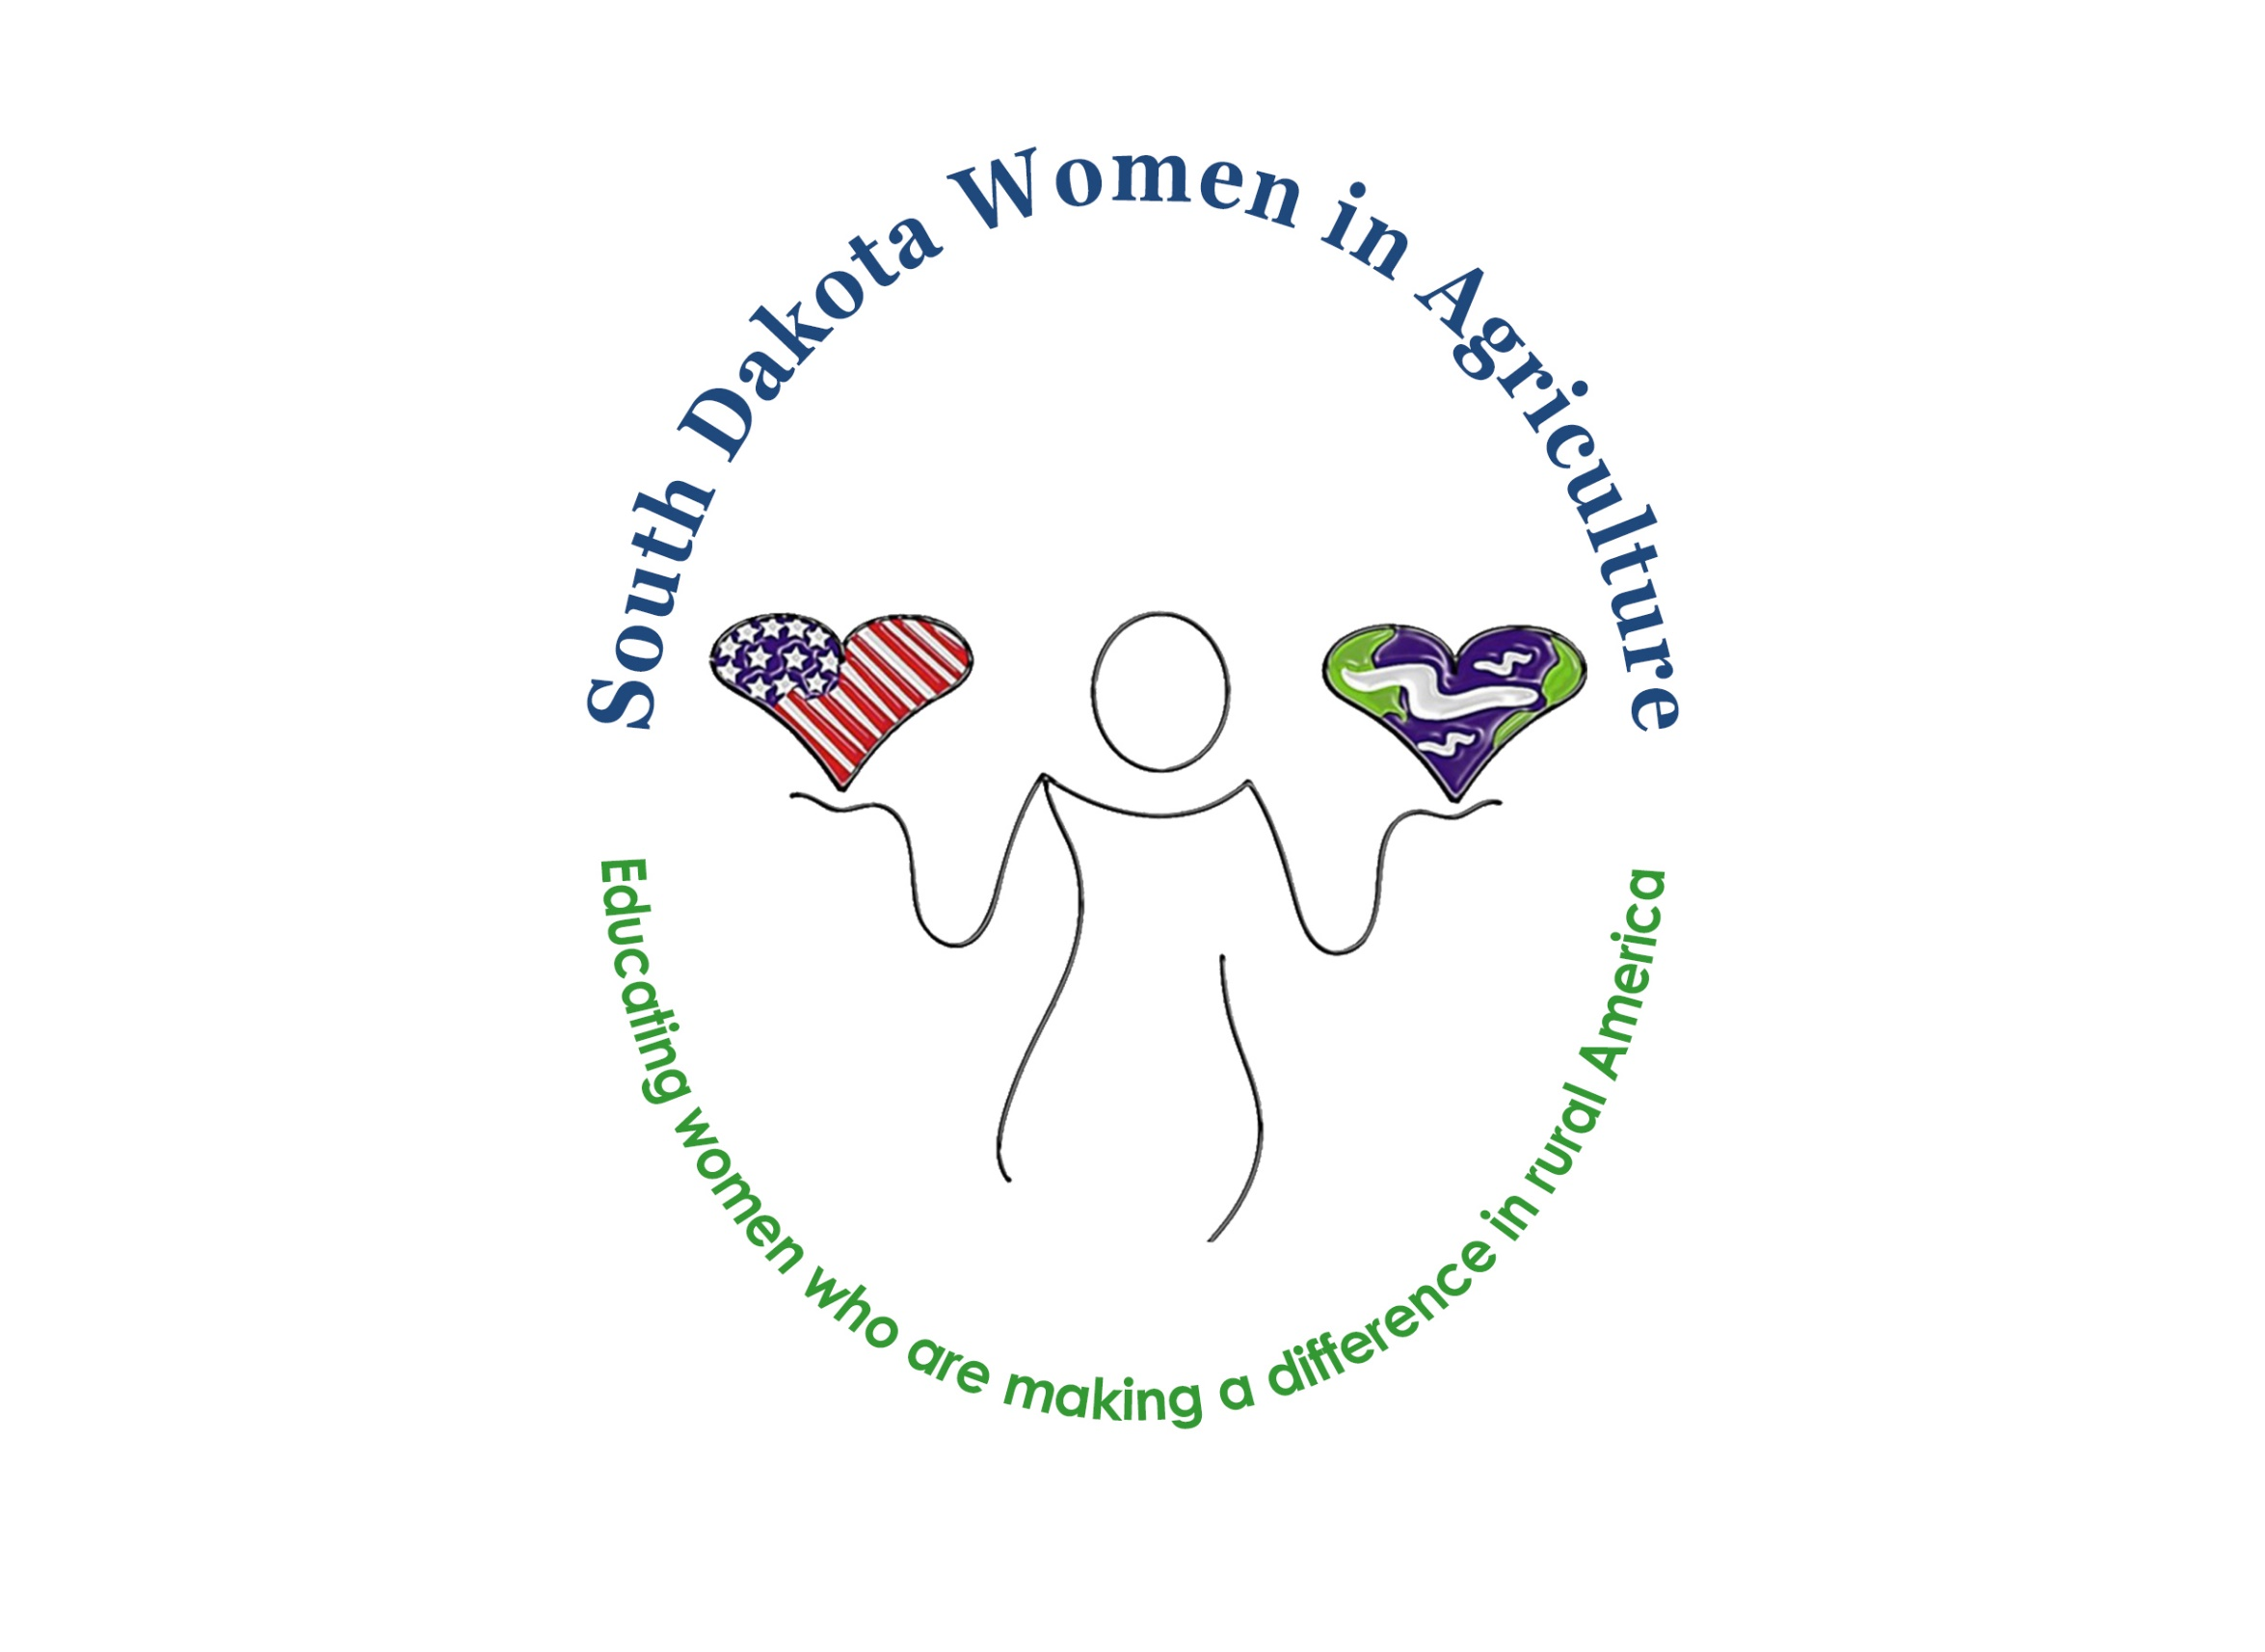 South Dakota Women in Agriculture
Educating women who are making a difference in rural America